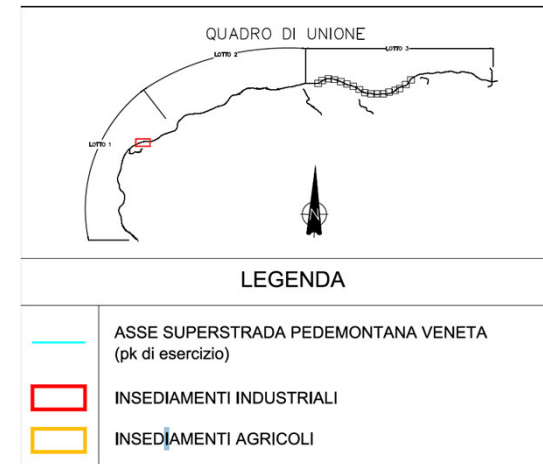 QUADRO DI UNIONE
LOTTO 2
LOTTO 3
LOTTO 1
N
LEGENDA
ASSE SUPERSTRADA PEDEMONTANA VENETA
(pk di esercizio)
INSEDIAMENTI INDUSTRIALI
INSEDIAMENTI AGRICOLI